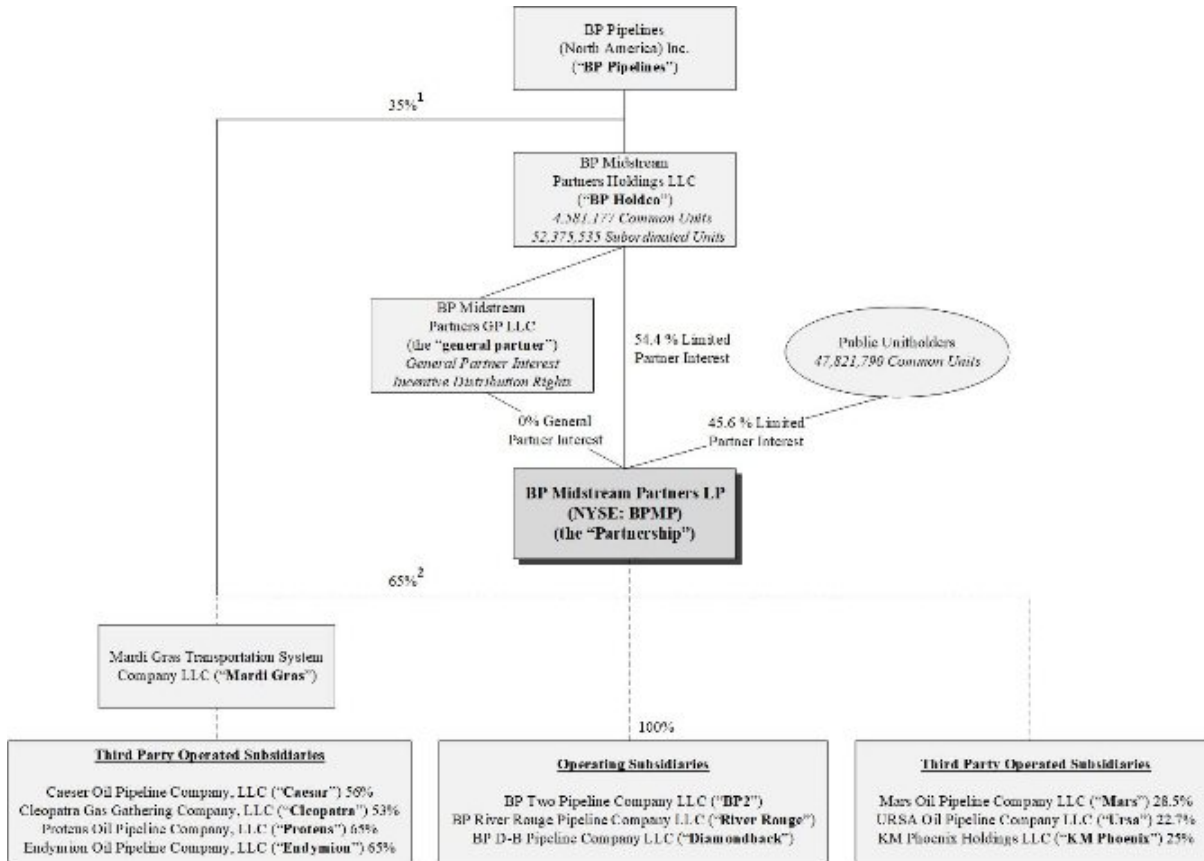 BP Pipelines
(North America) Inc.
(“BP Pipelines”)
35%1
BP Midstream
Partners Holdings LLC
(“BP Holdco”)
4,581,177 Common Units
52,375,535 Subordinated Units
BP Midstream
Partners GP LLC
(the “general partner”)
General Partner Interest
Incentive Distribution Rights
54.4 % Limited
Partner Interest
Public Unitholders
47,821,790 Common Units
0% General
Partner Interest
45.6 % Limited
Partner Interest
BP Midstream Partners LP
(NYSE: BPMP)
(the “Partnership”)
65%2
Mardi Gras Transportation System
Company LLC (“Mardi Gras”)
100%
Third Party Operated Subsidiaries
Caeser Oil Pipeline Company, LLC (“Caesar”) 56%
Cleopatra Gas Gathering Company, LLC (“Cleopatra”) 53%
Proteus Oil Pipeline Company, LLC (“Proteus”) 65%
Endymion Oil Pipeline Company, LLC (“Endymion”) 65%
Operating Subsidiaries
BP Two Pipeline Company LLC (“BP2”)
BP River Rouge Pipeline Company LLC (“River Rouge”)
BP D-B Pipeline Company LLC (“Diamondback”)
Third Party Operated Subsidiaries
Mars Oil Pipeline Company LLC (“Mars”) 28.5%
URSA Oil Pipeline Company LLC (“Ursa”) 22.7%
KM Phoenix Holdings LLC (“KM Phoenix”) 25%